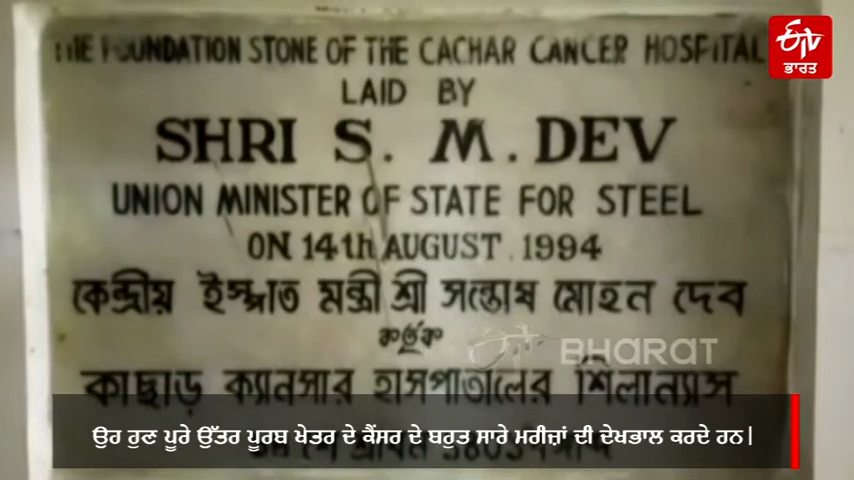 THE FOUNDATION STONE OF THE CACHAR CANCER HOSPITAL
LAID BY
SHRI S. M. DEV
UNION MINISTER OF STATE FOR STEEL
ON 14th AUGUST. 1994
কেন্দ্রীয় ইস্পাত মন্ত্রী শ্রী সন্তোষ মোহন দেব
কর্তৃক
কাছাড় ক্যানসার হাসপাতালের শিলান্যাস
ਉਹ ਹੁਣ ਪੂਰੇ ਉੱਤਰ ਪੂਰਬ ਖੇਤਰ ਦੇ ਕੈਂਸਰ ਦੇ ਬਹੁਤ ਸਾਰੇ ਮਰੀਜ਼ਾਂ ਦੀ ਦੇਖਭਾਲ ਕਰਦੇ ਹਨ|
ETV
ਭਾਰਤ
BHARAT